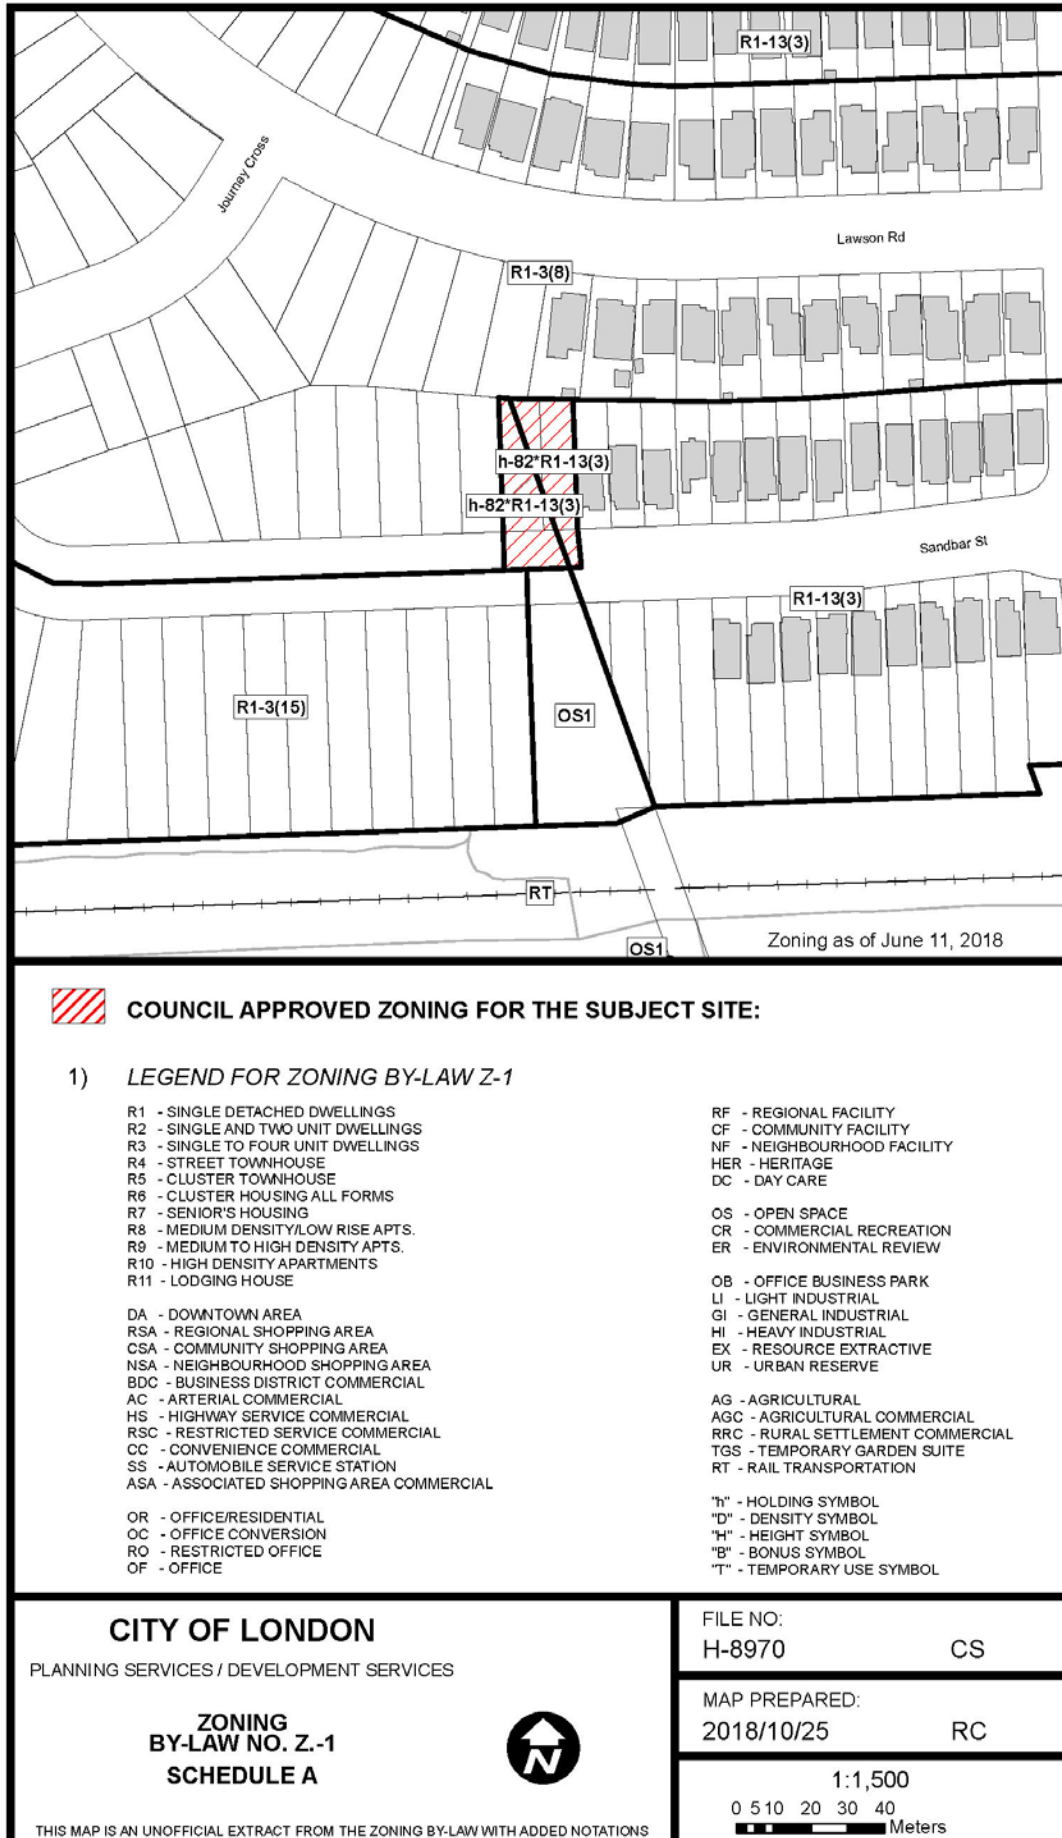 R1-13(3)
Journey Cross
Lawson Rd
R1-3(8)
h-82*R1-13(3)
h-82*R1-13(3)
Sandbar St
R1-13(3)
R1-3(15)
OS1
RT
OS1
Zoning as of June 11, 2018
COUNCIL APPROVED ZONING FOR THE SUBJECT SITE:
1) LEGEND FOR ZONING BY-LAW Z-1
R1 - SINGLE DETACHED DWELLINGS
R2 - SINGLE AND TWO UNIT DWELLINGS
R3 - SINGLE TO FOUR UNIT DWELLINGS
R4 - STREET TOWNHOUSE
R5 - CLUSTER TOWNHOUSE
R6 - CLUSTER HOUSING ALL FORMS
R7 - SENIOR'S HOUSING
R8 - MEDIUM DENSITY/LOW RISE APTS.
R9 - MEDIUM TO HIGH DENSITY APTS.
R10 - HIGH DENSITY APARTMENTS
R11 - LODGING HOUSE
DA - DOWNTOWN AREA
RSA - REGIONAL SHOPPING AREA
CSA - COMMUNITY SHOPPING AREA
NSA - NEIGHBOURHOOD SHOPPING AREA
BDC - BUSINESS DISTRICT COMMERCIAL
AC - ARTERIAL COMMERCIAL
HS - HIGHWAY SERVICE COMMERCIAL
RSC - RESTRICTED SERVICE COMMERCIAL
CC - CONVENIENCE COMMERCIAL
SS - AUTOMOBILE SERVICE STATION
ASA - ASSOCIATED SHOPPING AREA COMMERCIAL
OR - OFFICE/RESIDENTIAL
OC - OFFICE CONVERSION
RO - RESTRICTED OFFICE
OF - OFFICE
RF - REGIONAL FACILITY
CF - COMMUNITY FACILITY
NF - NEIGHBOURHOOD FACILITY
HER - HERITAGE
DC - DAY CARE
OS - OPEN SPACE
CR - COMMERCIAL RECREATION
ER - ENVIRONMENTAL REVIEW
OB - OFFICE BUSINESS PARK
LI - LIGHT INDUSTRIAL
GI - GENERAL INDUSTRIAL
HI - HEAVY INDUSTRIAL
EX - RESOURCE EXTRACTIVE
UR - URBAN RESERVE
AG - AGRICULTURAL
AGC - AGRICULTURAL COMMERCIAL
RRC - RURAL SETTLEMENT COMMERCIAL
TGS - TEMPORARY GARDEN SUITE
RT - RAIL TRANSPORTATION
"h" - HOLDING SYMBOL
"D" - DENSITY SYMBOL
"H" - HEIGHT SYMBOL
"B" - BONUS SYMBOL
"T" - TEMPORARY USE SYMBOL
CITY OF LONDON
PLANNING SERVICES / DEVELOPMENT SERVICES
ZONING
BY-LAW NO. Z.-1
SCHEDULE A
N
THIS MAP IS AN UNOFFICIAL EXTRACT FROM THE ZONING BY-LAW WITH ADDED NOTATIONS
FILE NO:
H-8970 CS
MAP PREPARED:
2018/10/25 RC
1:1,500
0 5 10 20 30 40
Meters